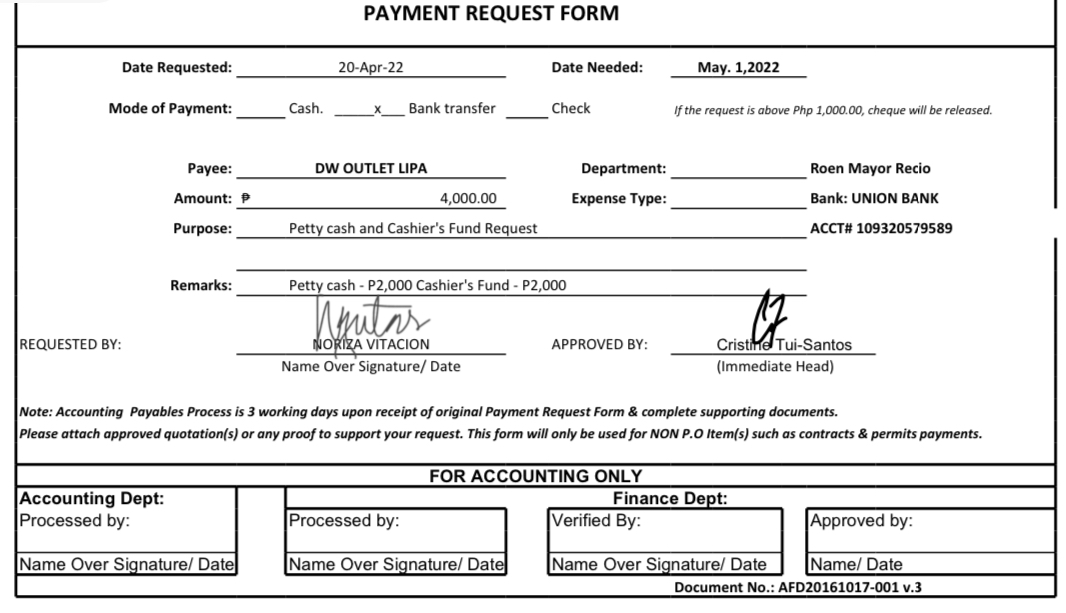 PAYMENT REQUEST FORM
Date Requested: 20-Apr-22 Date Needed: May. 1,2022
Mode of Payment: Cash. x Bank transfer Check If the request is above Php 1,000.00, cheque will be released.
Payee: DW OUTLET LIPA Department: Roen Mayor Recio
Amount: ₱ 4,000.00 Expense Type: Bank: UNION BANK
Purpose: Petty cash and Cashier's Fund Request ACCT# 109320579589
Remarks: Petty cash - P2,000 Cashier's Fund - P2,000
REQUESTED BY: NORIZA VITACION APPROVED BY: Cristine Tui-Santos
Name Over Signature/ Date (Immediate Head)
Note: Accounting Payables Process is 3 working days upon receipt of original Payment Request Form & complete supporting documents.
Please attach approved quotation(s) or any proof to support your request. This form will only be used for NON P.O Item(s) such as contracts & permits payments.
FOR ACCOUNTING ONLY
Accounting Dept: Finance Dept:
Processed by: Processed by: Verified By: Approved by:
Name Over Signature/ Date Name Over Signature/ Date Name Over Signature/ Date Name/ Date
Document No.: AFD20161017-001 v.3